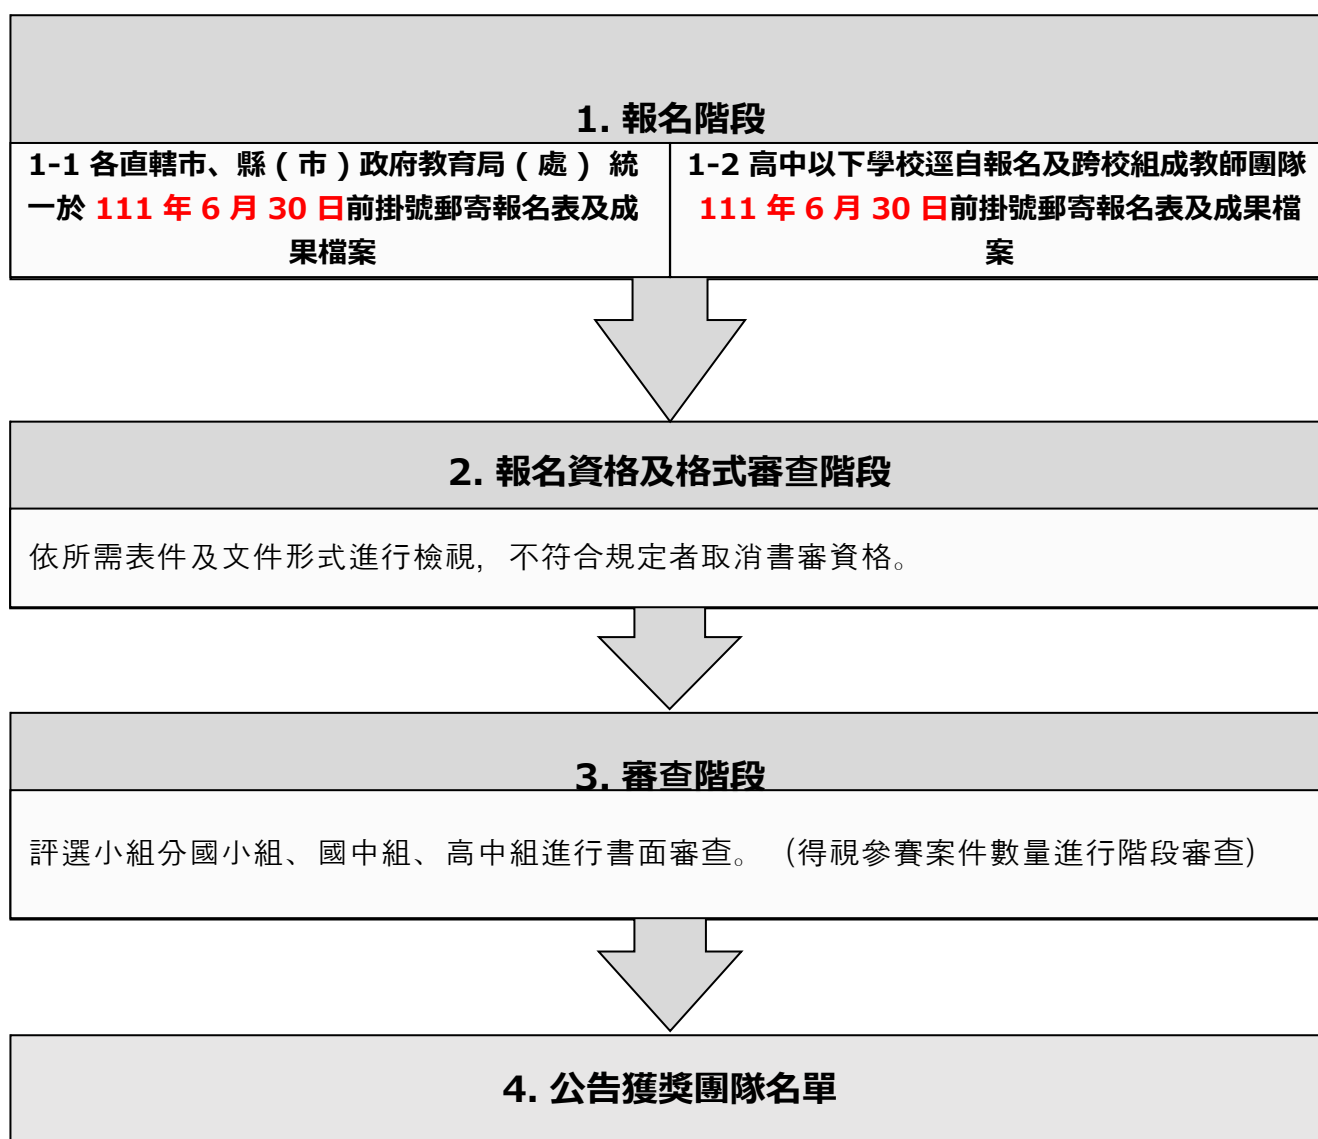 1. 報名階段
1-1 各直轄市、縣（市）政府教育局（處） 統
一於 111 年 6 月 30 日前掛號郵寄報名表及成
果檔案
1-2 高中以下學校逕自報名及跨校組成教師團隊
111 年 6 月 30 日前掛號郵寄報名表及成果檔
案
2. 報名資格及格式審查階段
依所需表件及文件形式進行檢視，不符合規定者取消書審資格。
3. 審查階段
評選小組分國小組、國中組、高中組進行書面審查。（得視參賽案件數量進行階段審查）
4. 公告獲獎團隊名單